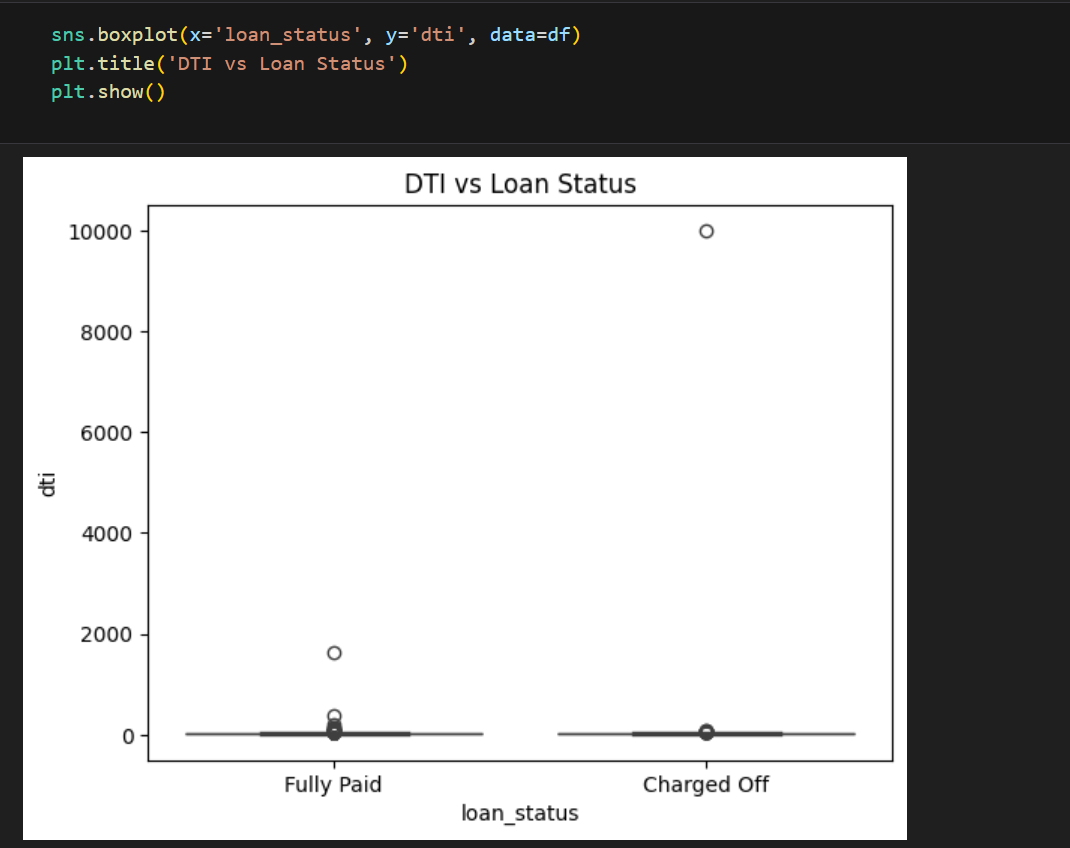 sns.boxplot(x='loan_status', y='dti', data=df)
plt.title('DTI vs Loan Status')
plt.show()
DTI vs Loan Status
10000
8000
6000
4000
2000
0
dti
Fully Paid
Charged Off
loan_status